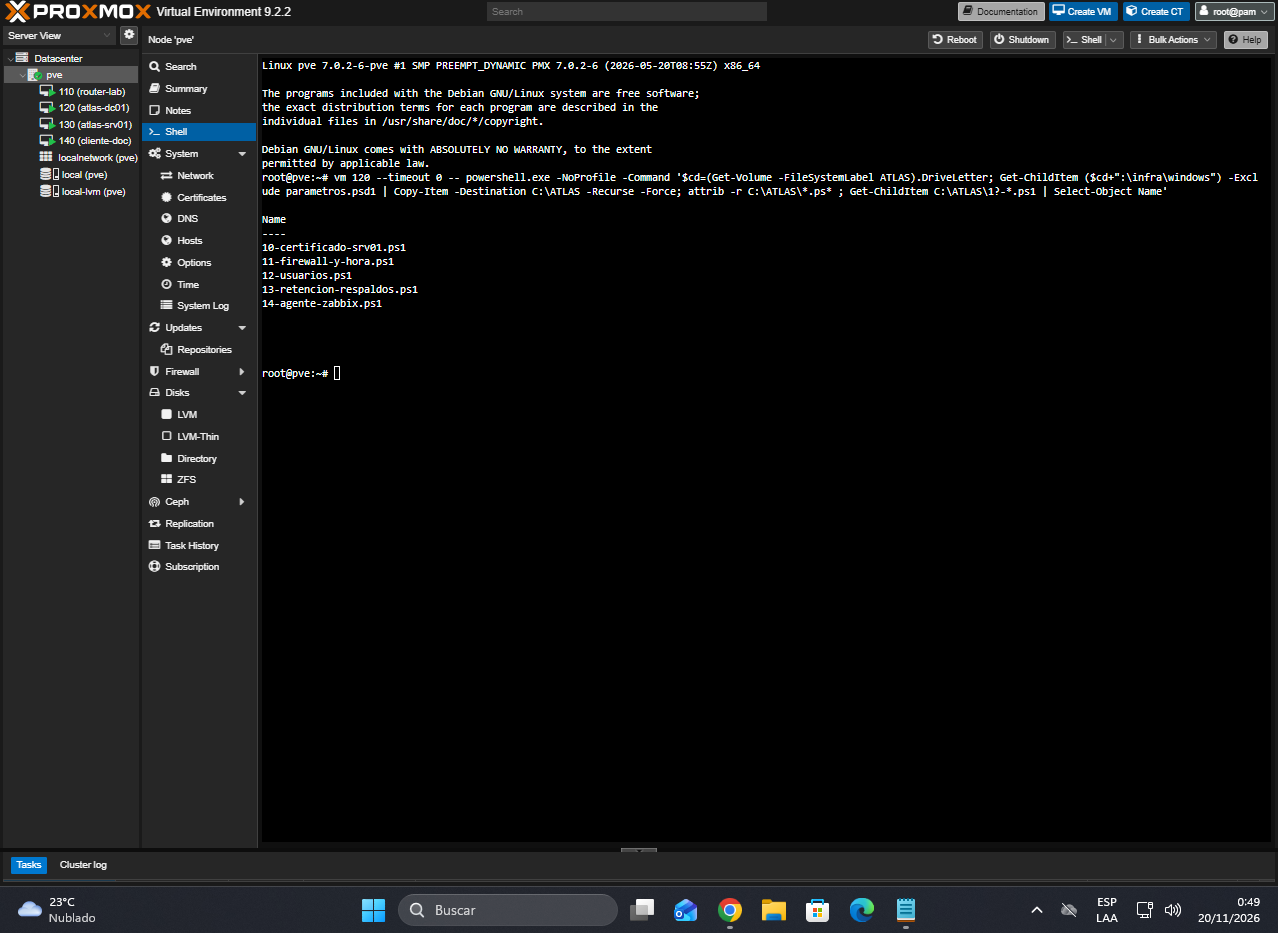 PROXMOX Virtual Environment 9.2.2
Search
Documentation
Create VM
Create CT
root@pam
Server View
Node 'pve'
Reboot
Shutdown
Shell
Bulk Actions
Help
Datacenter
pve
110 (router-lab)
120 (atlas-dc01)
130 (atlas-srv01)
140 (cliente-doc)
localnetwork (pve)
local (pve)
local-lvm (pve)
Search
Summary
Notes
Shell
System
Network
Certificates
DNS
Hosts
Options
Time
System Log
Updates
Repositories
Firewall
Disks
LVM
LVM-Thin
Directory
ZFS
Ceph
Replication
Task History
Subscription
Linux pve 7.0.2-6-pve #1 SMP PREEMPT_DYNAMIC PMX 7.0.2-6 (2026-05-20T08:55Z) x86_64
The programs included with the Debian GNU/Linux system are free software;
the exact distribution terms for each program are described in the
individual files in /usr/share/doc/*/copyright.
Debian GNU/Linux comes with ABSOLUTELY NO WARRANTY, to the extent
permitted by applicable law.
root@pve:~# vm 120 --timeout 0 -- powershell.exe -NoProfile -Command '$cd=(Get-Volume -FileSystemLabel ATLAS).DriveLetter; Get-ChildItem ($cd+":\infra\windows") -Excl
ude parametros.psd1 | Copy-Item -Destination C:\ATLAS -Recurse -Force; attrib -r C:\ATLAS\*.ps* ; Get-ChildItem C:\ATLAS\1?-*.ps1 | Select-Object Name'
Name
----
10-certificado-srv01.ps1
11-firewall-y-hora.ps1
12-usuarios.ps1
13-retencion-respaldos.ps1
14-agente-zabbix.ps1
root@pve:~#
Tasks
Cluster log
23°C
Nublado
Buscar
ESP
LAA
0:49
20/11/2026